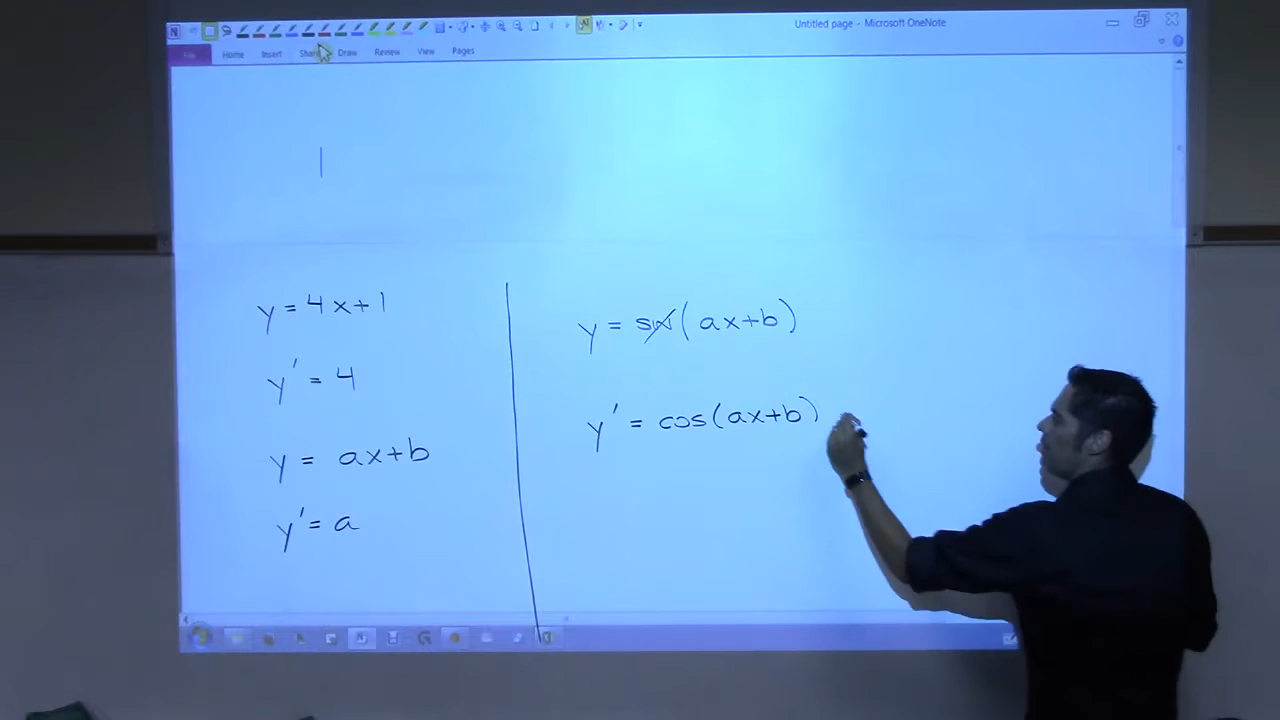 Untitled page - Microsoft OneNote
File Home Insert Share Draw Review View Pages
y = 4x+1
y' = 4
y = ax+b
y' = a
y = sin(ax+b)
y' = cos(ax+b)